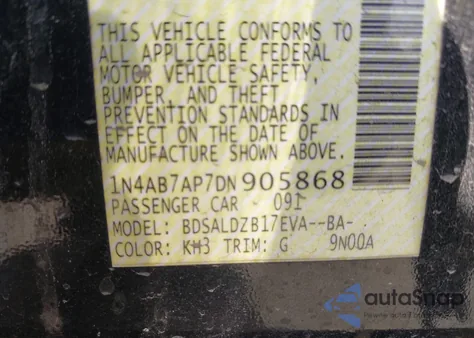 THIS VEHICLE CONFORMS TO
ALL APPLICABLE FEDERAL
MOTOR VEHICLE SAFETY,
BUMPER, AND THEFT
PREVENTION STANDARDS IN
EFFECT ON THE DATE OF
MANUFACTURE SHOWN ABOVE.
1N4AB7AP7DN905868
PASSENGER CAR 091
MODEL: BDSALDZB17EVA--BA-
COLOR: KH3 TRIM: G 9N00A
autaSnap